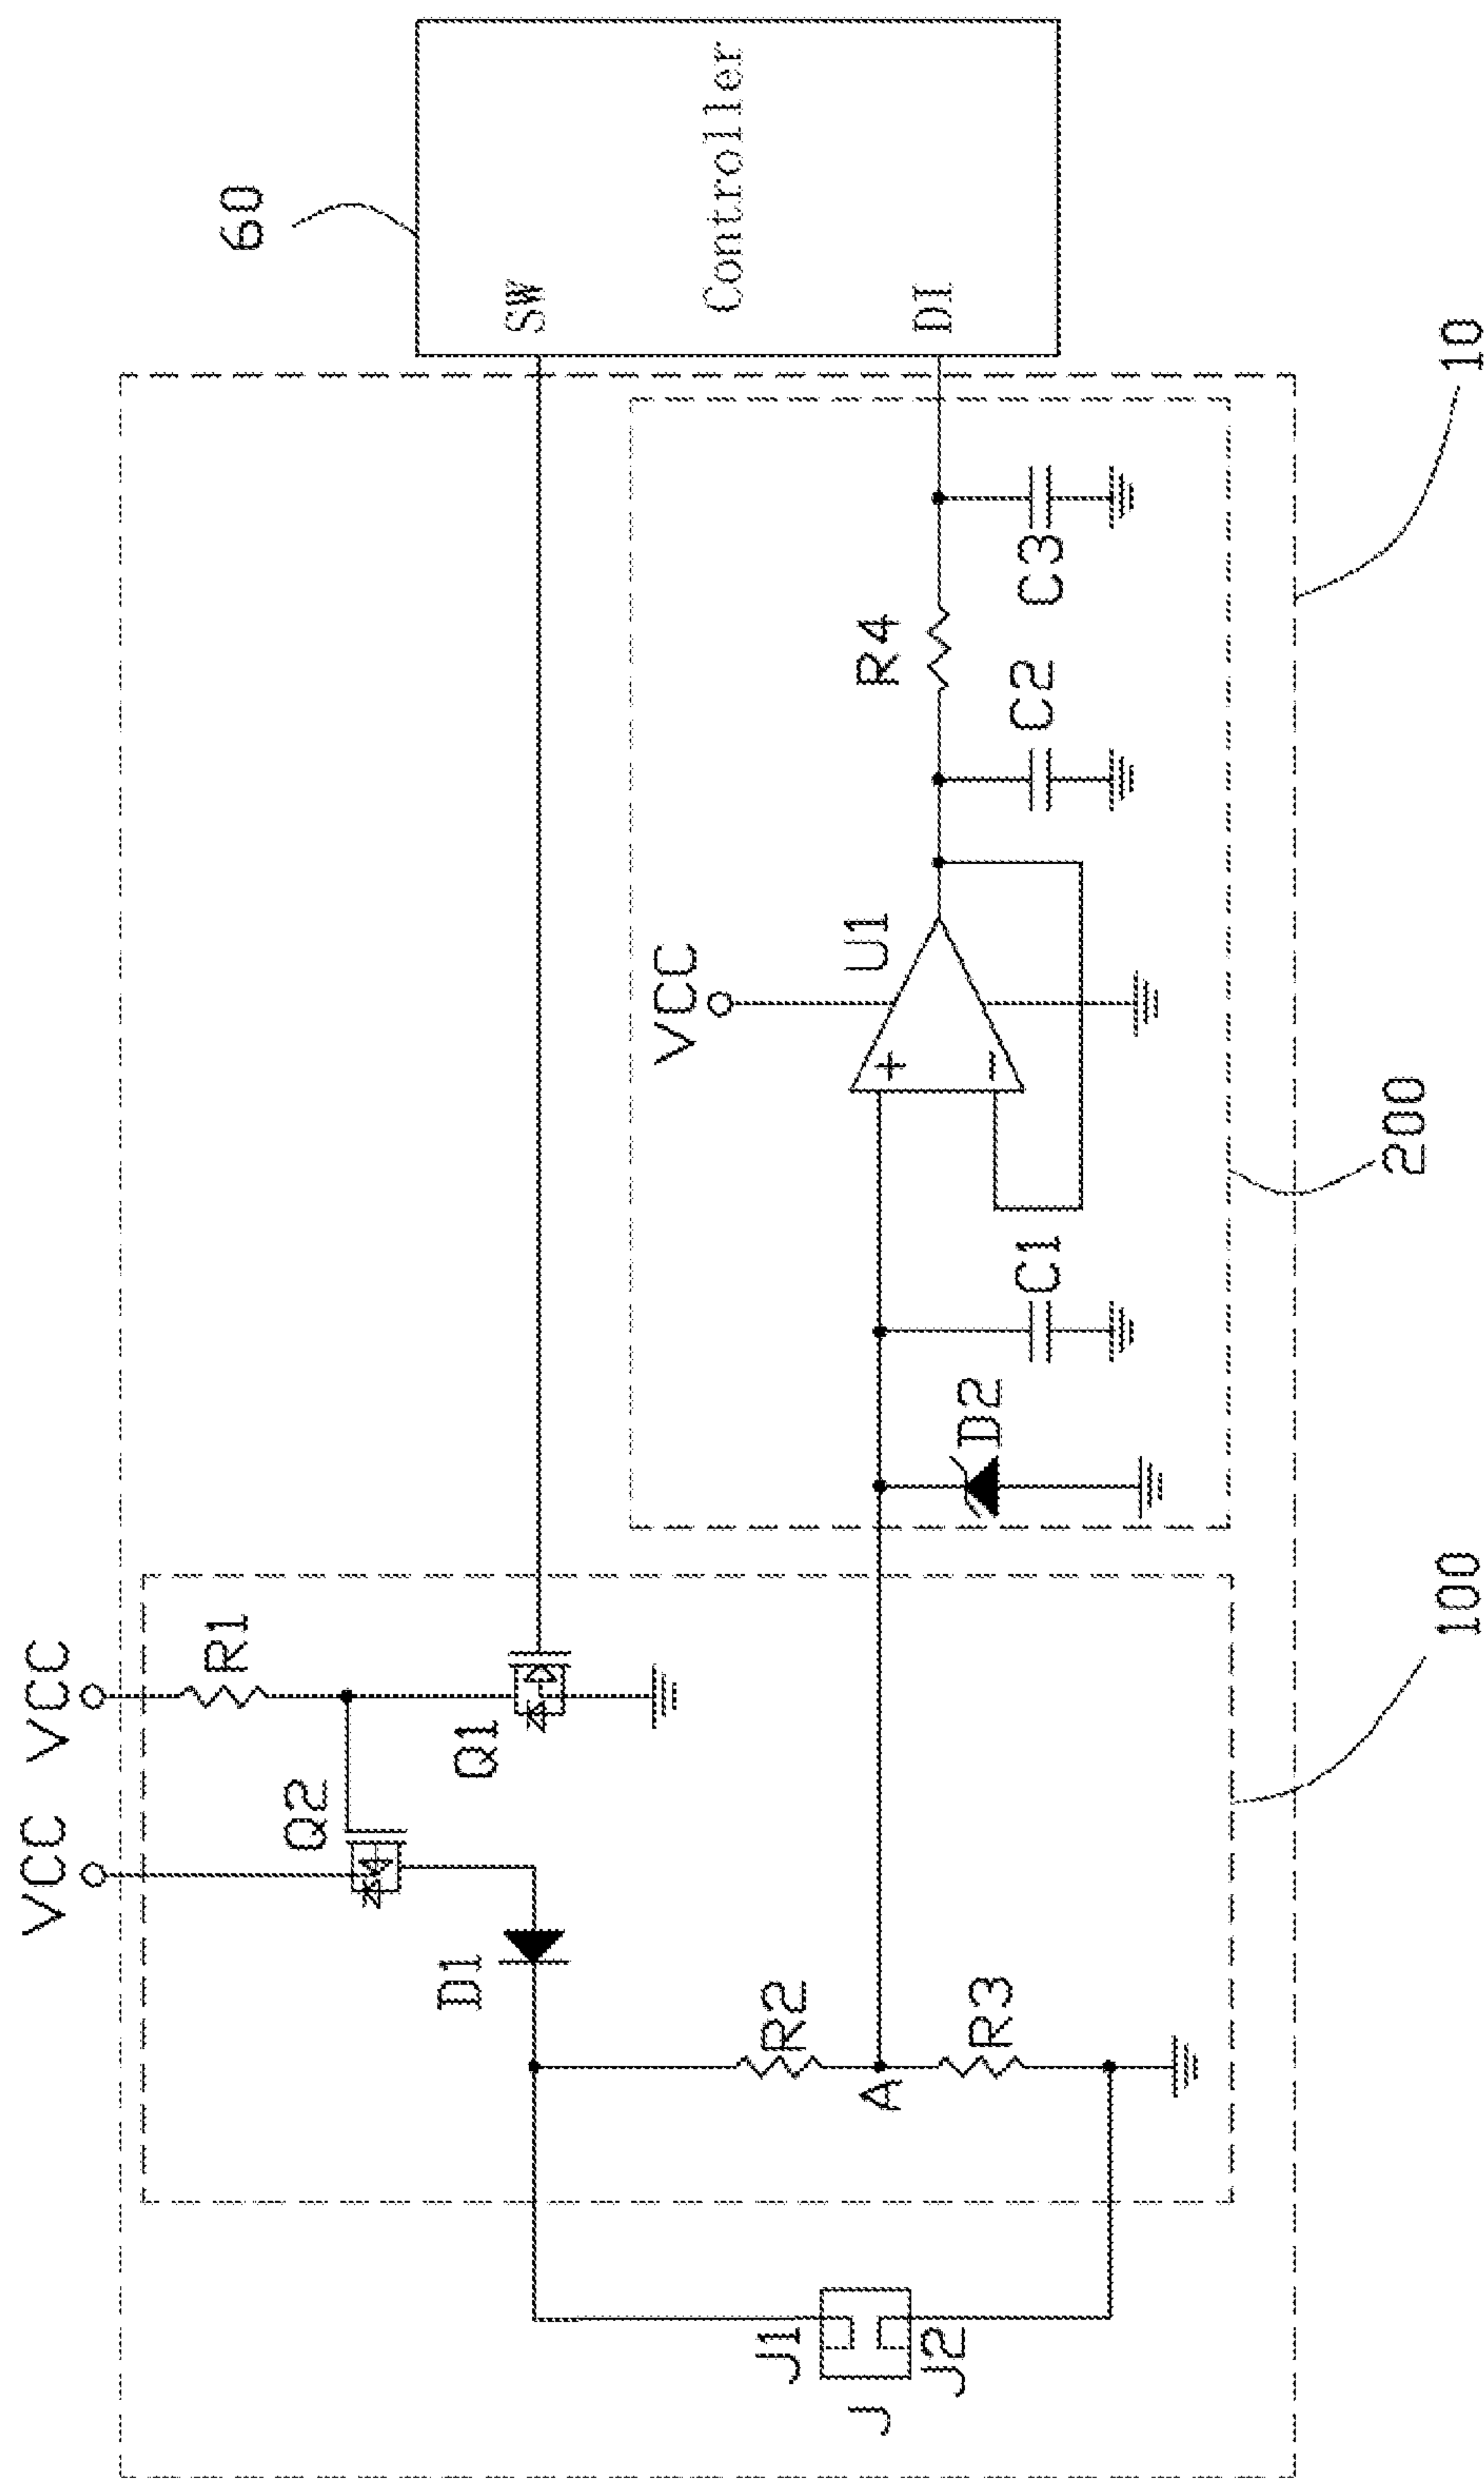 60
Controller
SW
DI
10
VCC
VCC
R1
Q2
Q1
D1
R2
A
R3
J1
J
J2
100
VCC
U1
+
−
R4
C1
C2
C3
D2
200